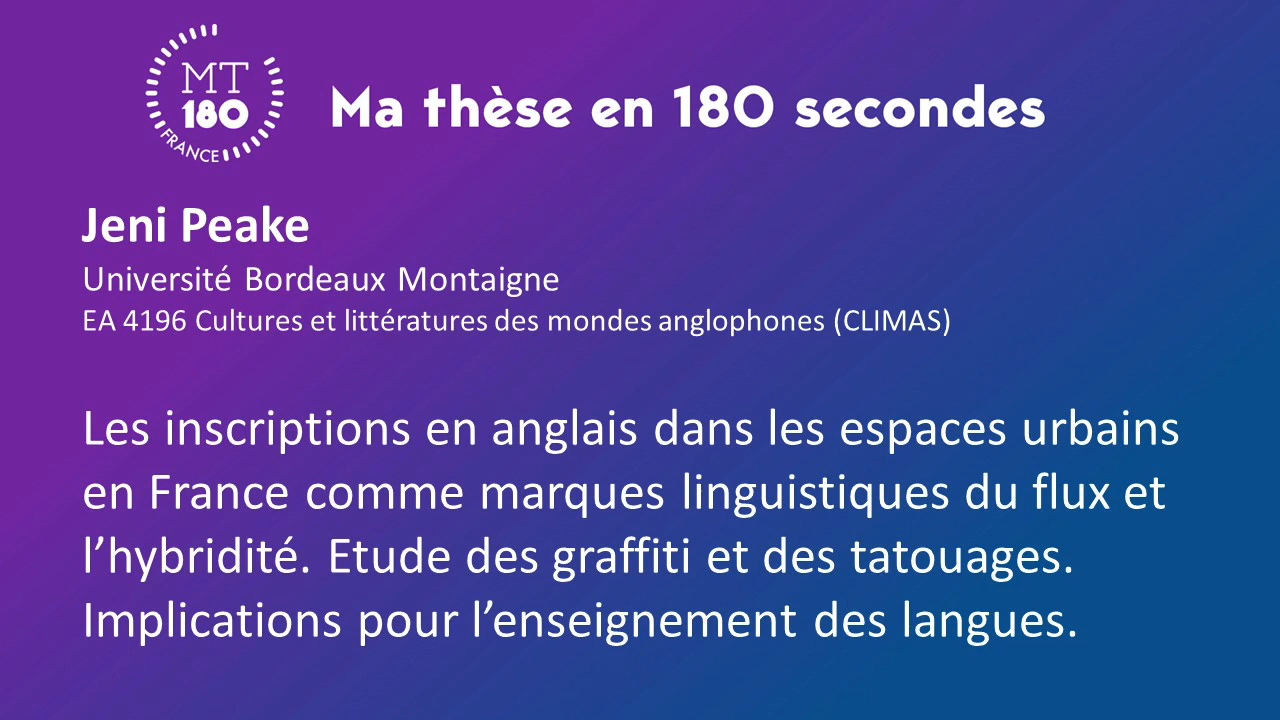 MT
180
FRANCE
Ma thèse en 180 secondes
Jeni Peake
Université Bordeaux Montaigne
EA 4196 Cultures et littératures des mondes anglophones (CLIMAS)
Les inscriptions en anglais dans les espaces urbains
en France comme marques linguistiques du flux et
l’hybridité. Etude des graffiti et des tatouages.
Implications pour l’enseignement des langues.